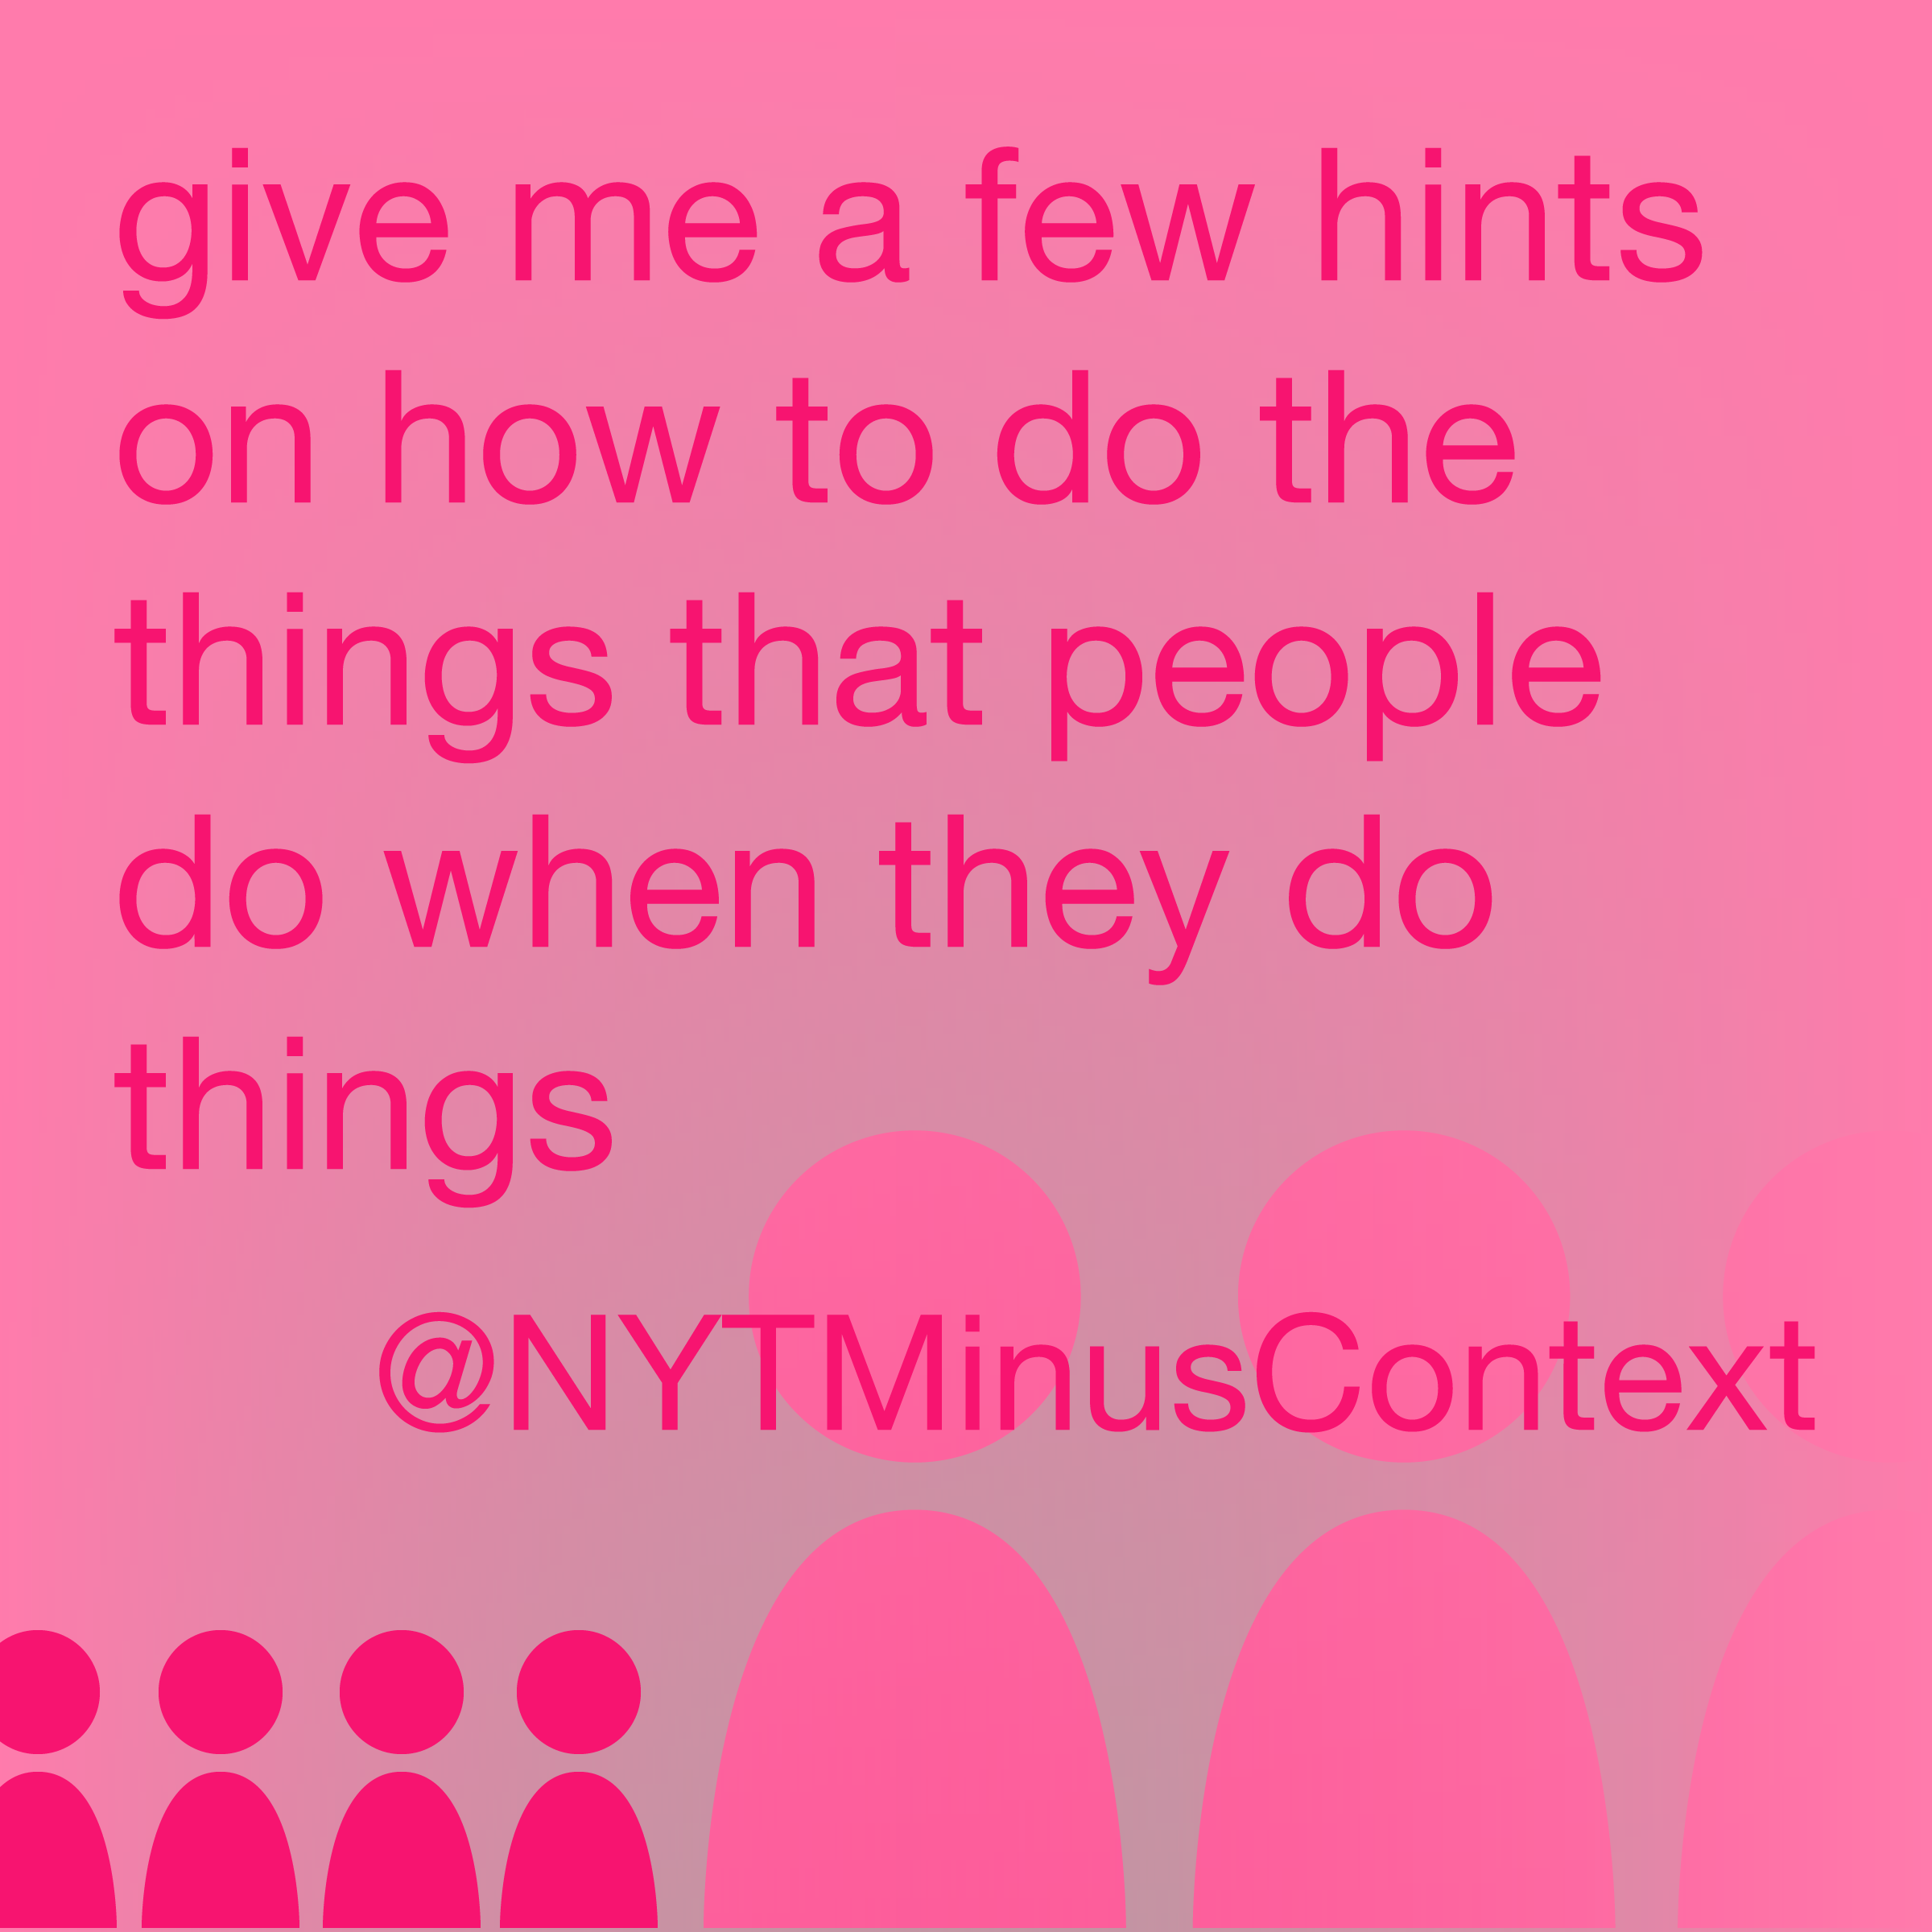 give me a few hints
on how to do the
things that people
do when they do
things
@NYTMinusContext